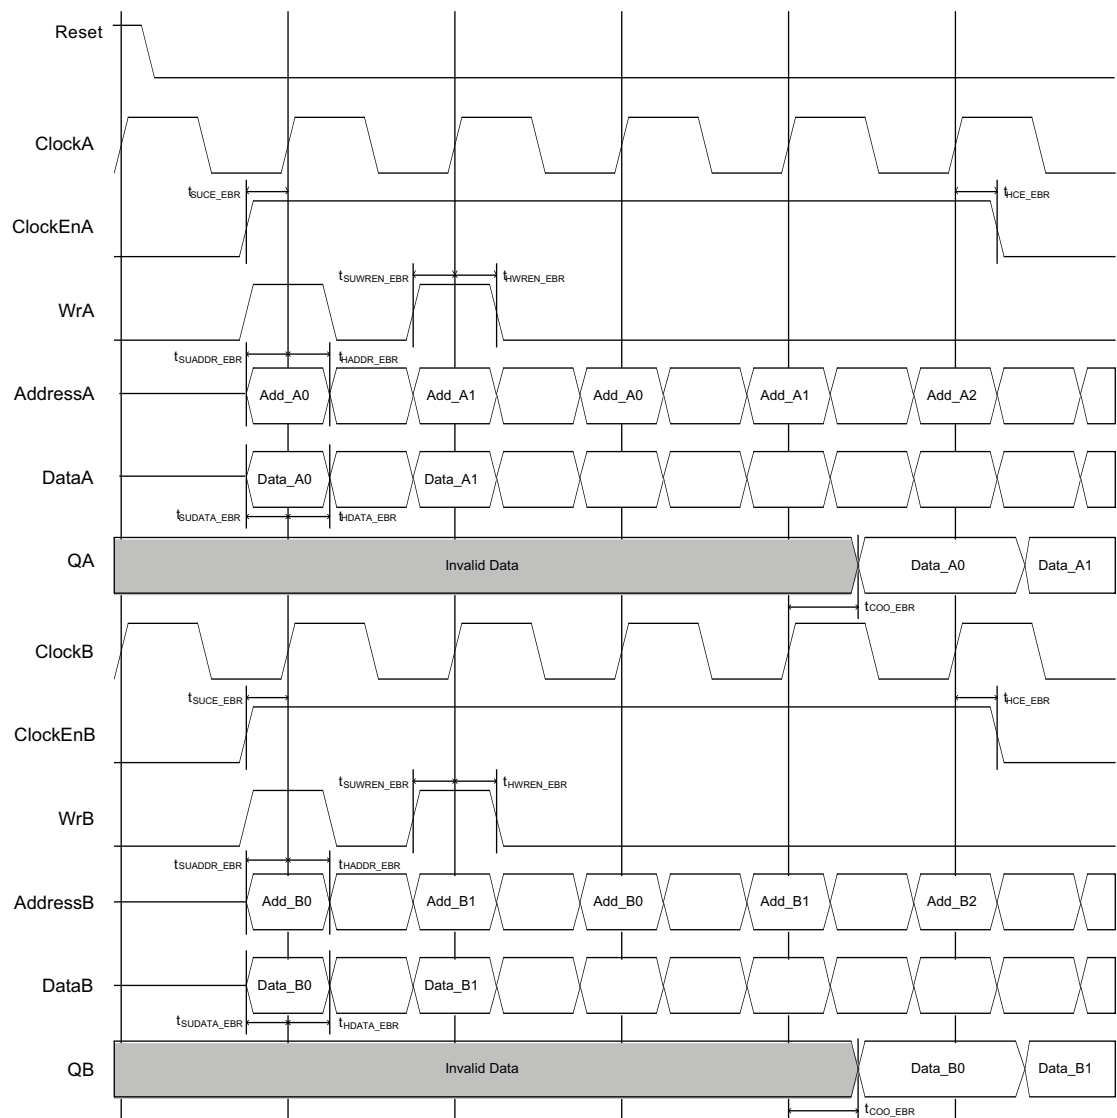 Reset
ClockA
tSUCE_EBR
tHCE_EBR
ClockEnA
tSUWREN_EBR tHWREN_EBR
WrA
tSUADDR_EBR tHADDR_EBR
AddressA Add_A0 Add_A1 Add_A0 Add_A1 Add_A2
DataA Data_A0 Data_A1
tSUDATA_EBR tHDATA_EBR
QA Invalid Data Data_A0 Data_A1
tCOO_EBR
ClockB
tSUCE_EBR tHCE_EBR
ClockEnB
tSUWREN_EBR tHWREN_EBR
WrB
tSUADDR_EBR tHADDR_EBR
AddressB Add_B0 Add_B1 Add_B0 Add_B1 Add_B2
DataB Data_B0 Data_B1
tSUDATA_EBR tHDATA_EBR
QB Invalid Data Data_B0 Data_B1
tCOO_EBR